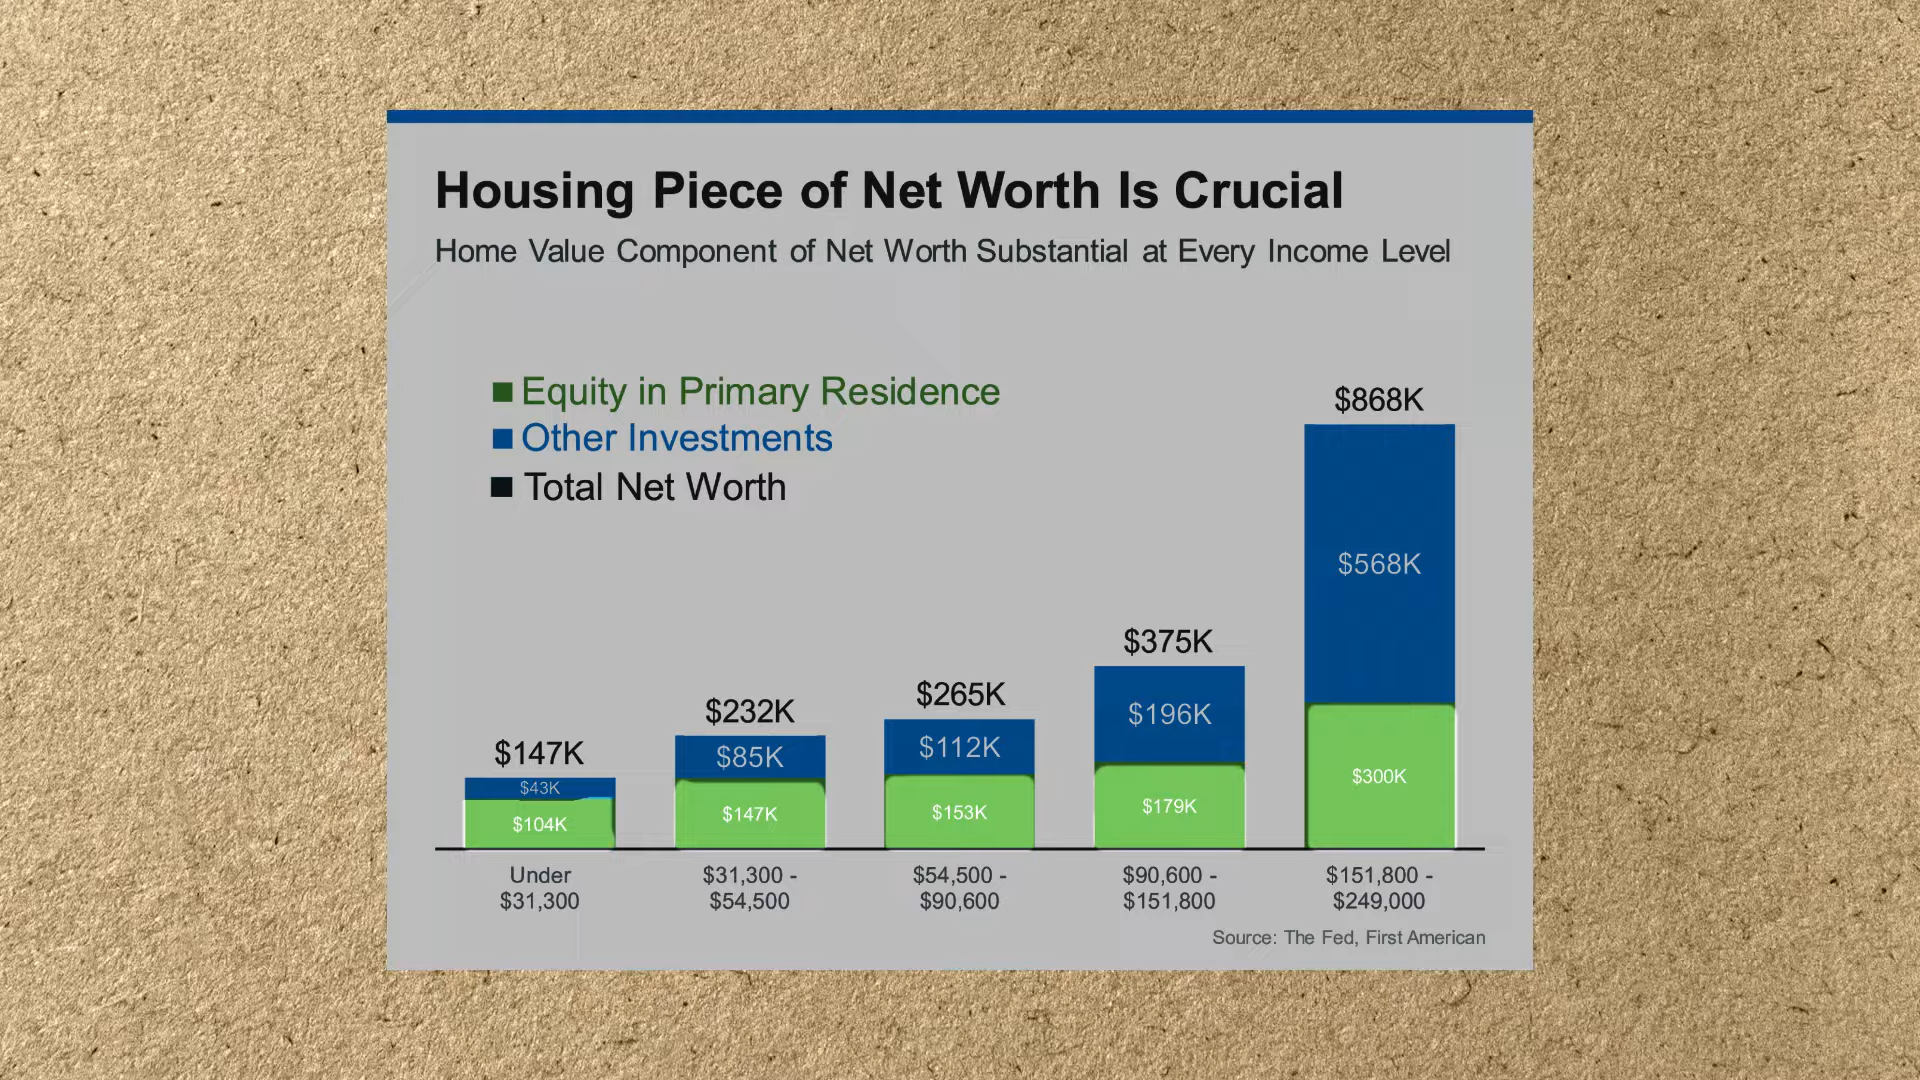 Housing Piece of Net Worth Is Crucial
Home Value Component of Net Worth Substantial at Every Income Level
Equity in Primary Residence
Other Investments
Total Net Worth
$147K
$43K
$104K
$232K
$85K
$147K
$265K
$112K
$153K
$375K
$196K
$179K
$868K
$568K
$300K
Under
$31,300
$31,300 -
$54,500
$54,500 -
$90,600
$90,600 -
$151,800
$151,800 -
$249,000
Source: The Fed, First American